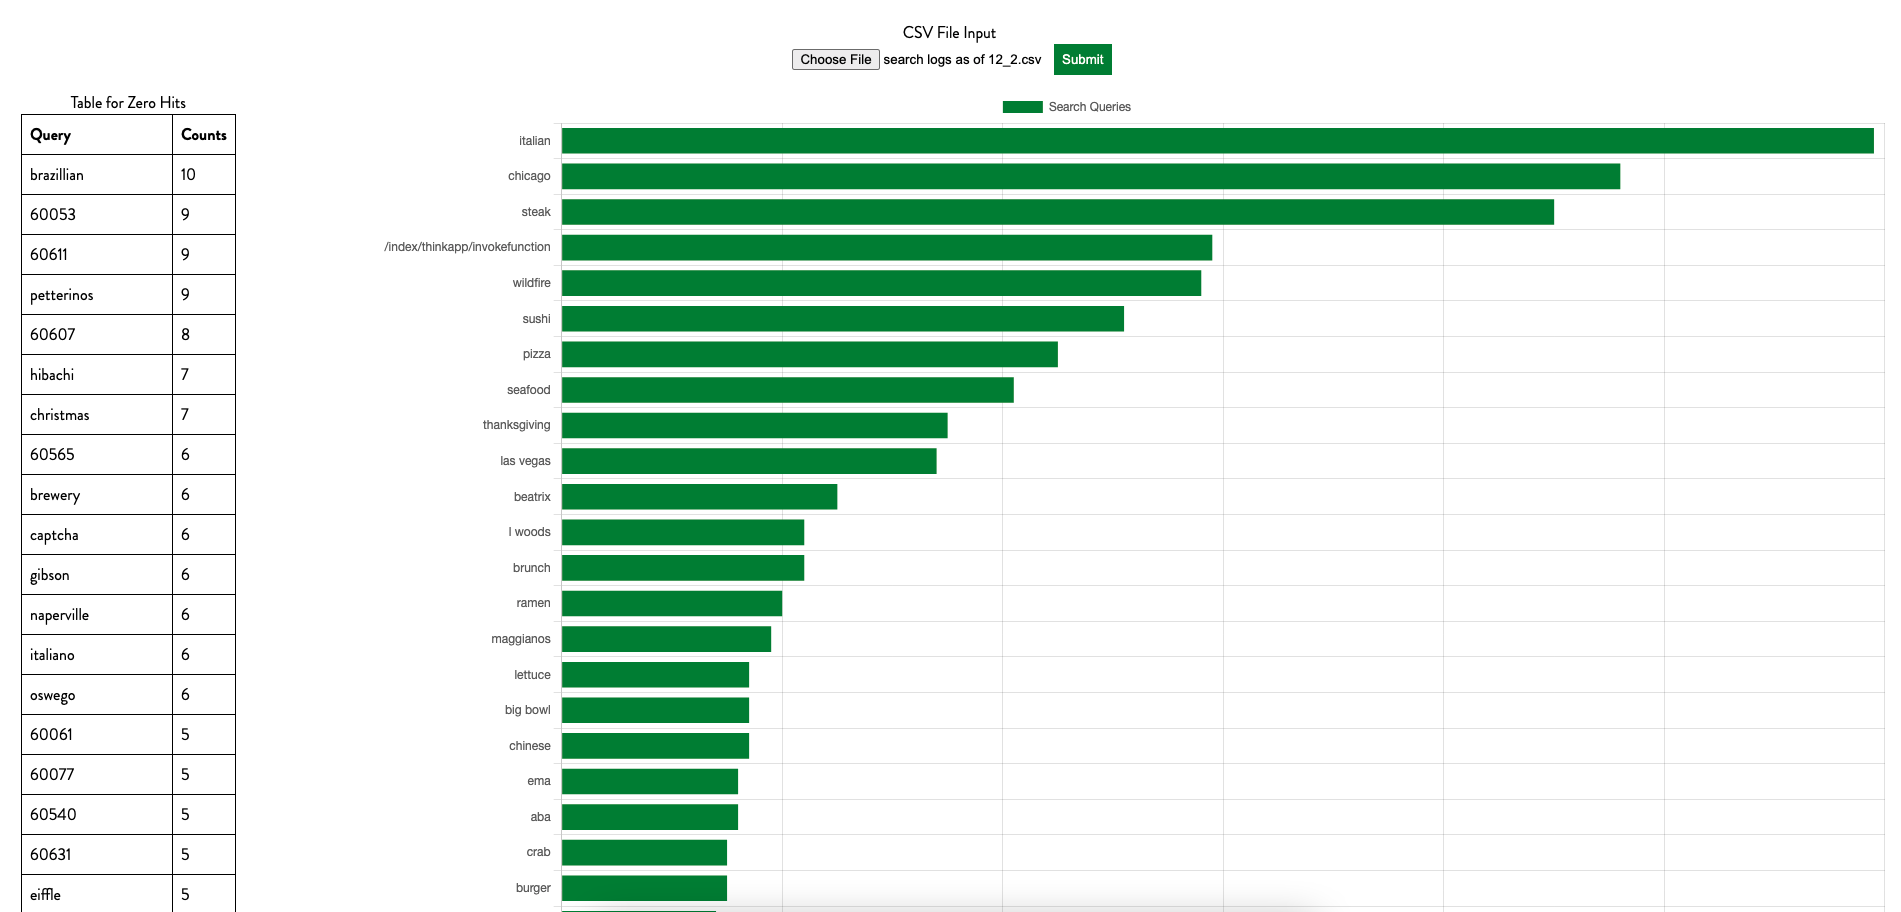 CSV File Input
Choose File search logs as of 12_2.csv Submit
Table for Zero Hits
Query Counts
brazillian 10
60053 9
60611 9
petterinos 9
60607 8
hibachi 7
christmas 7
60565 6
brewery 6
captcha 6
gibson 6
naperville 6
italiano 6
oswego 6
60061 5
60077 5
60540 5
60631 5
eiffle 5
Search Queries
italian
chicago
steak
/index/thinkapp/invokefunction
wildfire
sushi
pizza
seafood
thanksgiving
las vegas
beatrix
l woods
brunch
ramen
maggianos
lettuce
big bowl
chinese
ema
aba
crab
burger